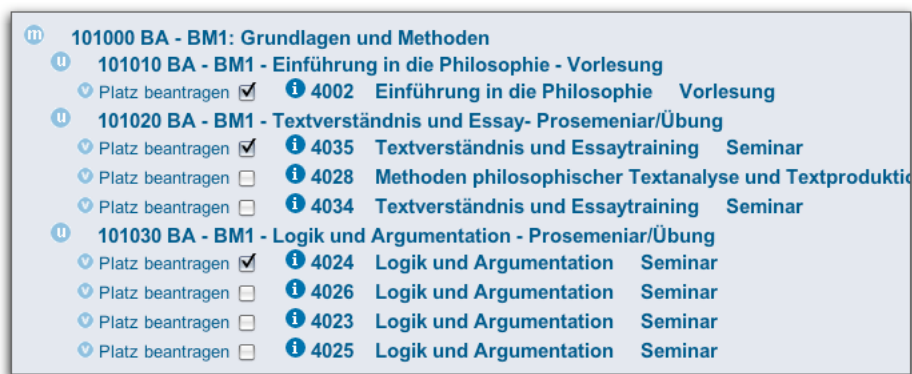 m 101000 BA - BM1: Grundlagen und Methoden
u 101010 BA - BM1 - Einführung in die Philosophie - Vorlesung
v Platz beantragen i 4002 Einführung in die Philosophie Vorlesung
u 101020 BA - BM1 - Textverständnis und Essay- Prosemeniar/Übung
v Platz beantragen i 4035 Textverständnis und Essaytraining Seminar
v Platz beantragen i 4028 Methoden philosophischer Textanalyse und
v Platz beantragen i 4034 Textverständnis und Essaytraining Seminar
u 101030 BA - BM1 - Logik und Argumentation - Prosemeniar/Übung
v Platz beantragen i 4024 Logik und Argumentation Seminar
v Platz beantragen i 4026 Logik und Argumentation Seminar
v Platz beantragen i 4023 Logik und Argumentation Seminar
v Platz beantragen i 4025 Logik und Argumentation Seminar